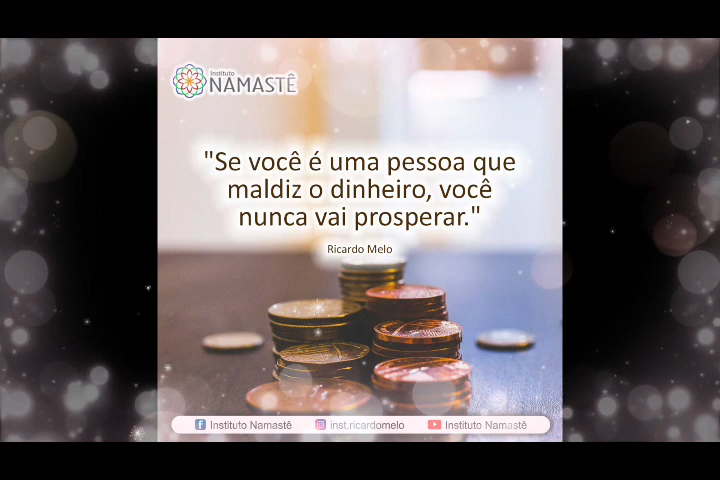 Instituto
NAMASTÊ
"Se você é uma pessoa que
maldiz o dinheiro, você
nunca vai prosperar."
Ricardo Melo
Instituto Namastê inst.ricardomelo Instituto Namastê